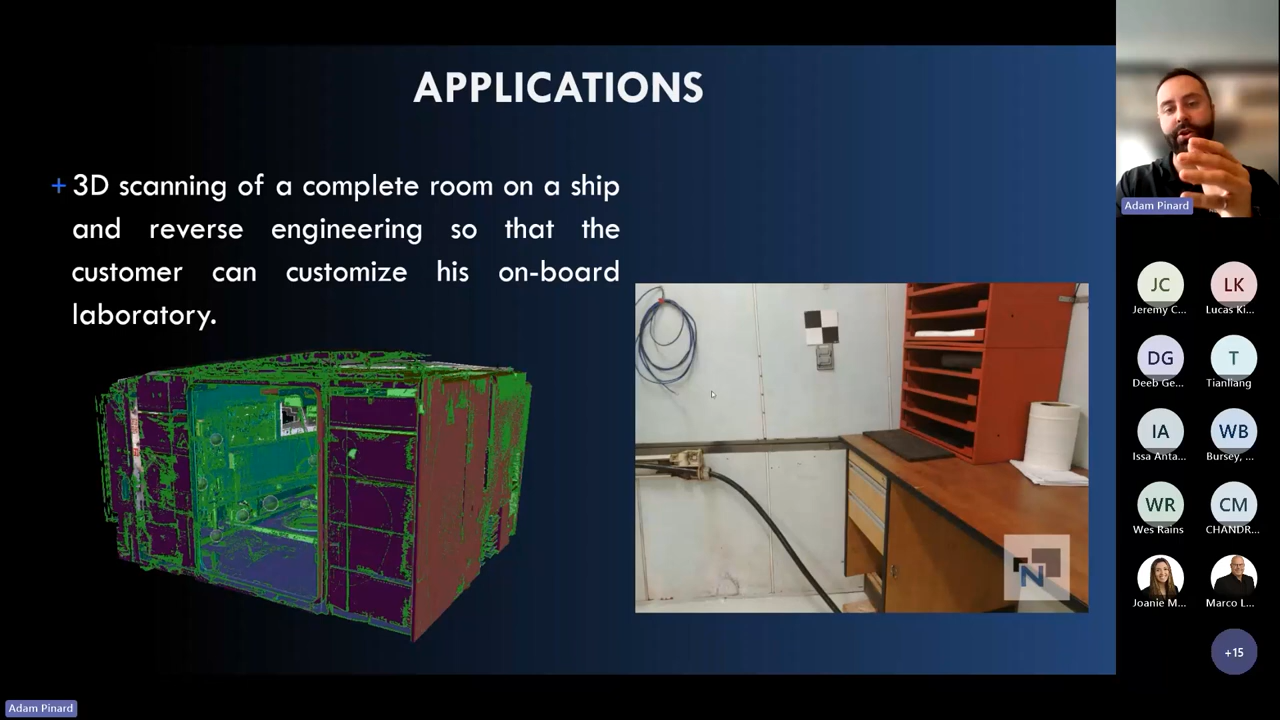 APPLICATIONS
+ 3D scanning of a complete room on a ship
and reverse engineering so that the
customer can customize his on-board
laboratory.
N
Adam Pinard
JC
LK
Jeremy C...
Lucas Ki...
DG
T
Deeb Ge...
Tianliang
IA
WB
Issa Anta...
Bursey, ...
WR
CM
Wes Rains
CHANDR...
Joanie M...
Marco L...
+15
Adam Pinard